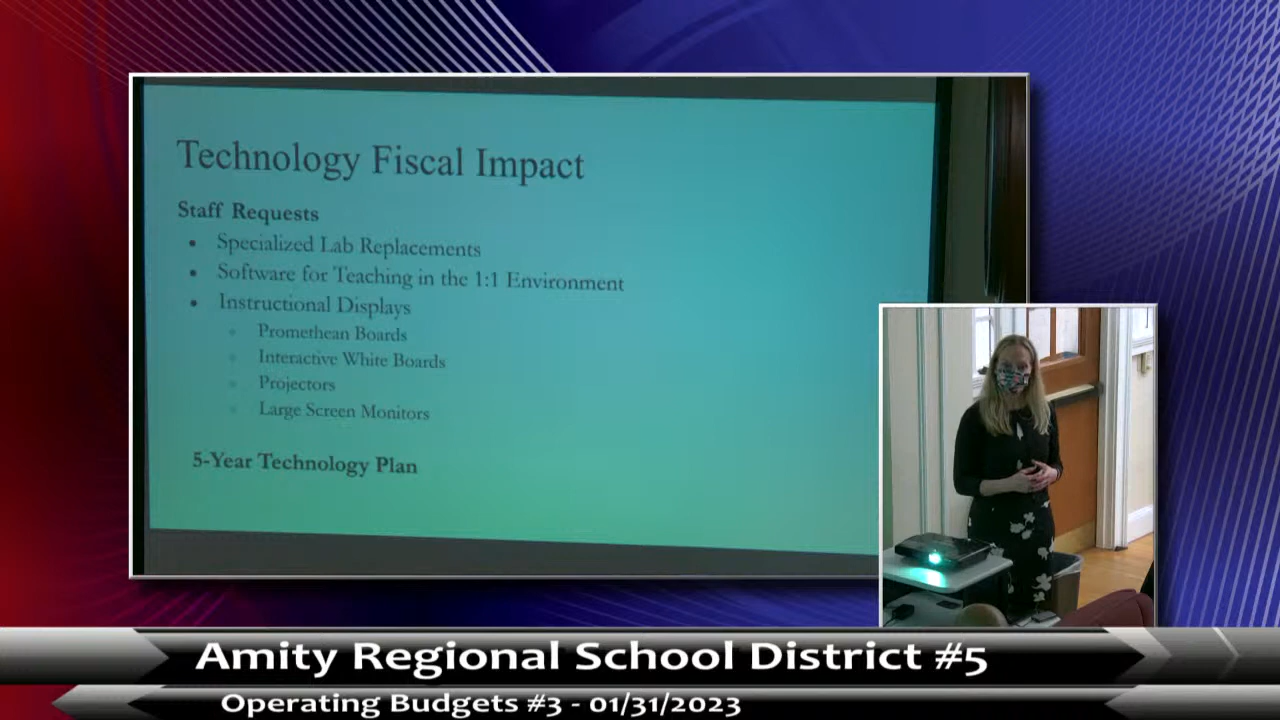 Technology Fiscal Impact
Staff Requests
• Specialized Lab Replacements
• Software for Teaching in the 1:1 Environment
• Instructional Displays
Promethean Boards
Interactive White Boards
Projectors
Large Screen Monitors
5-Year Technology Plan
Amity Regional School District #5
Operating Budgets #3 - 01/31/2023